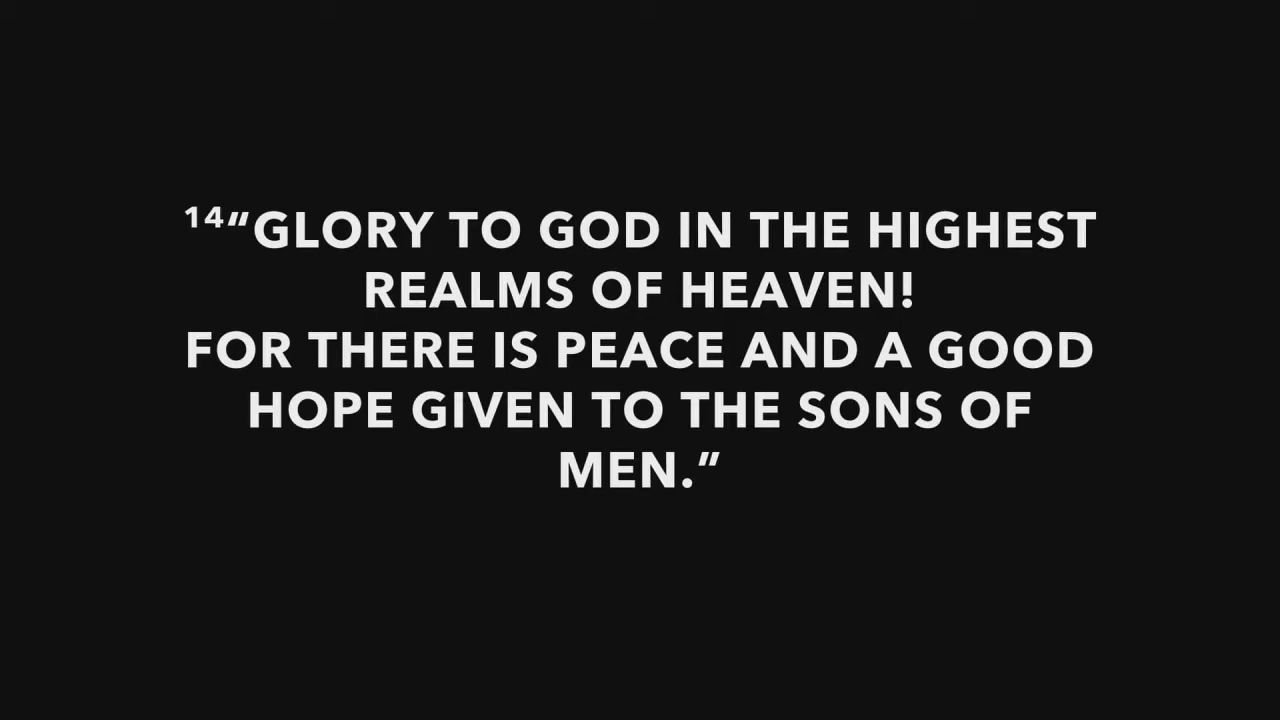 ¹⁴“GLORY TO GOD IN THE HIGHEST
REALMS OF HEAVEN!
FOR THERE IS PEACE AND A GOOD
HOPE GIVEN TO THE SONS OF
MEN.”